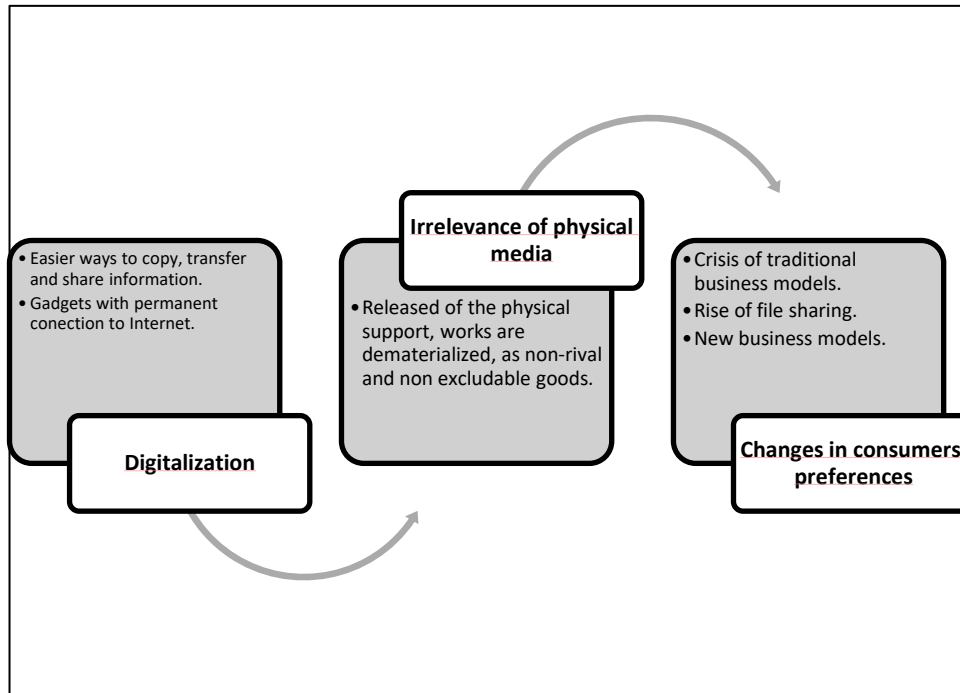 • Easier ways to copy, transfer
and share information.
• Gadgets with permanent
conection to Internet.
Digitalization
Irrelevance of physical
media
• Released of the physical
support, works are
dematerialized, as non-rival
and non excludable goods.
• Crisis of traditional
business models.
• Rise of file sharing.
• New business models.
Changes in consumers
preferences